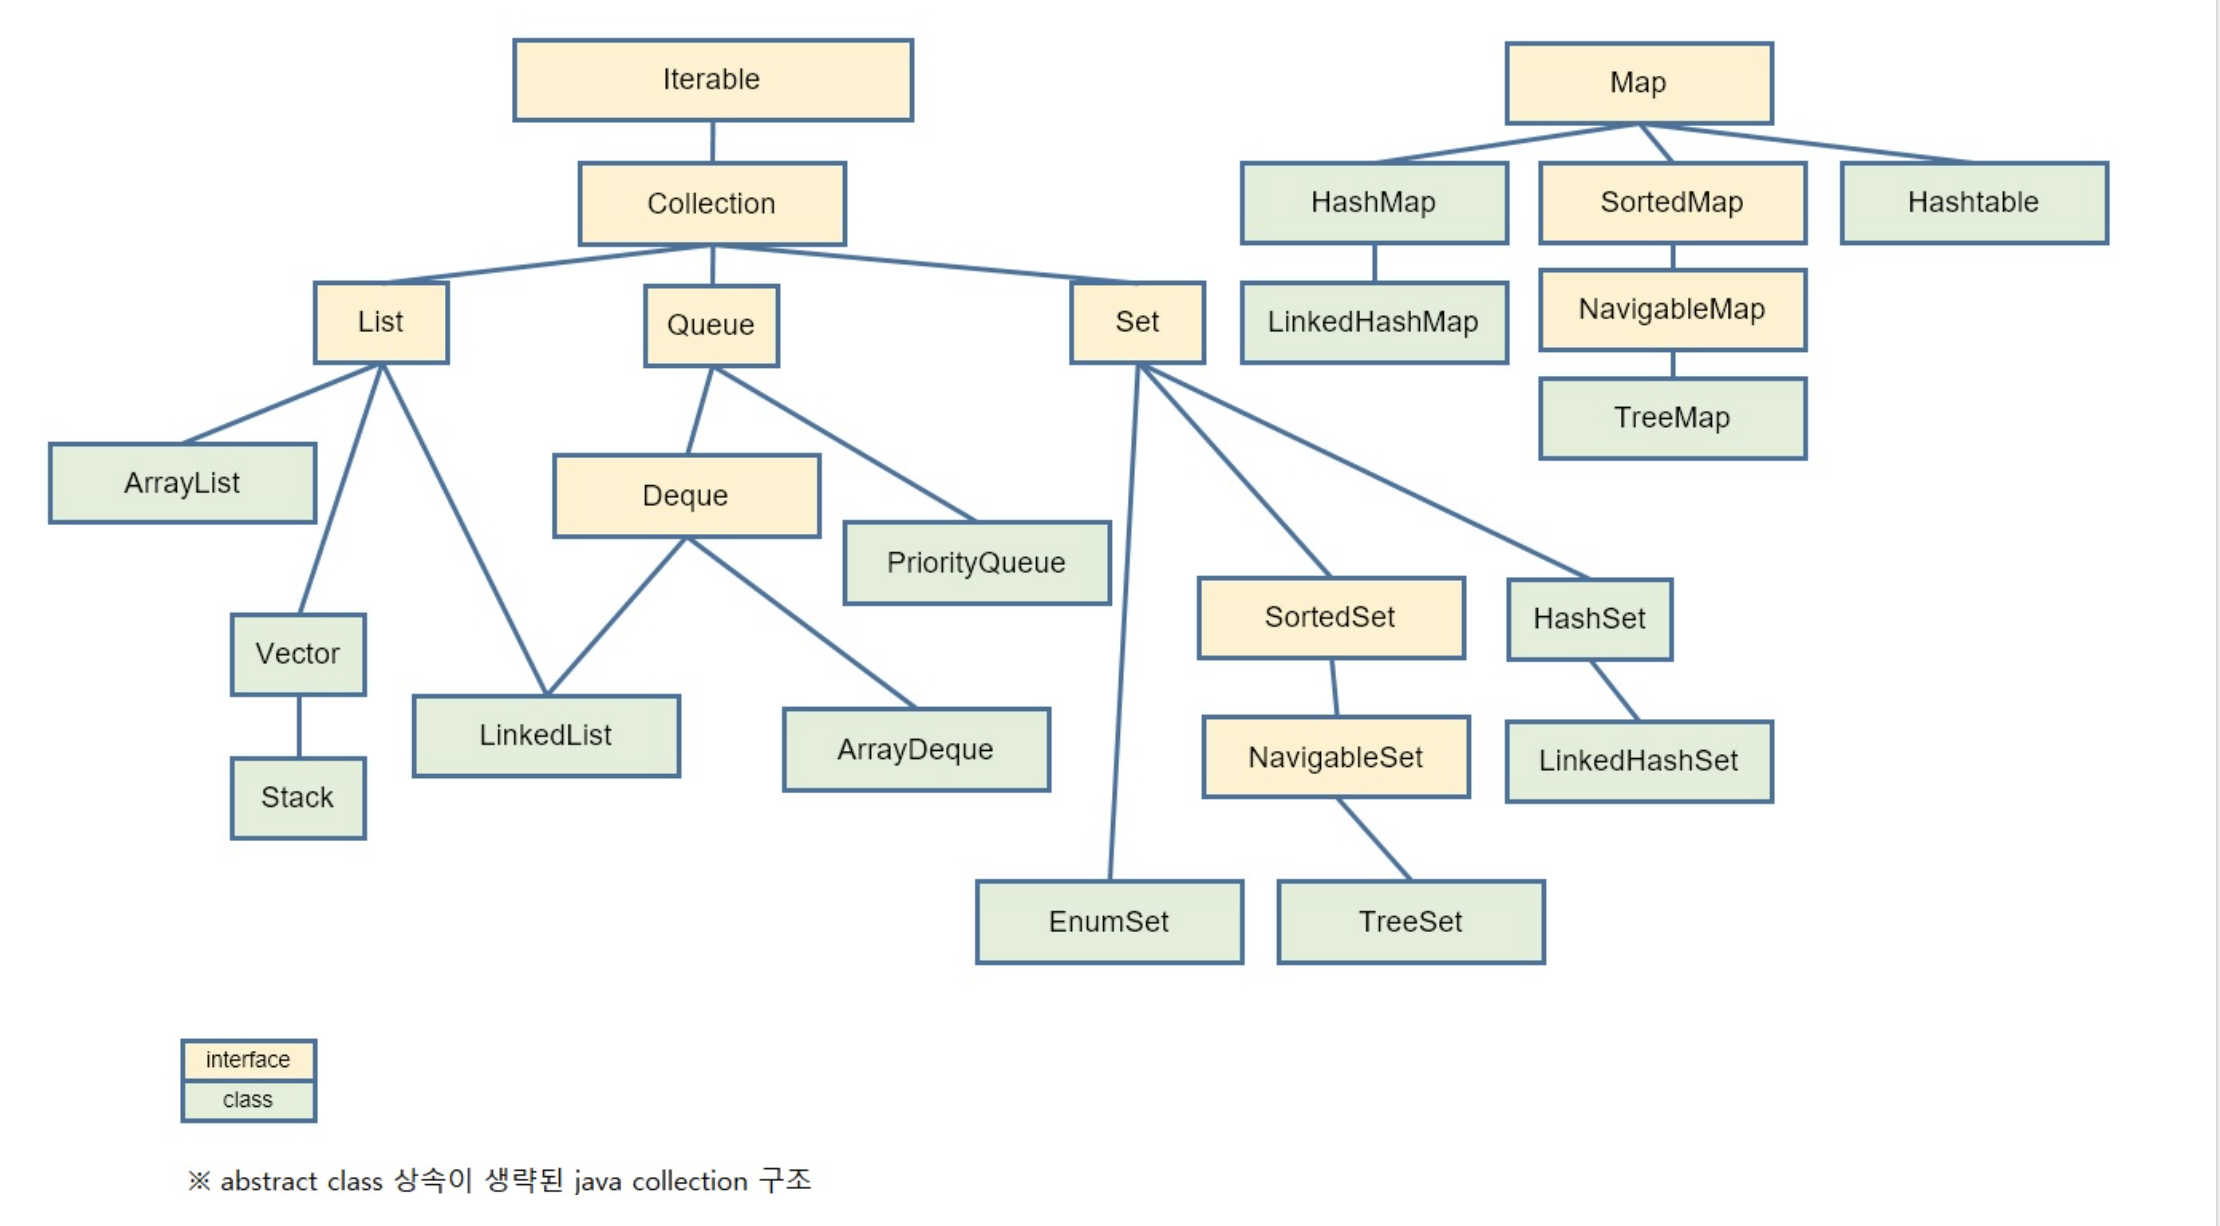 Iterable
Map
Collection
HashMap
SortedMap
Hashtable
List
Queue
Set
LinkedHashMap
NavigableMap
TreeMap
ArrayList
Deque
PriorityQueue
SortedSet
HashSet
Vector
LinkedList
ArrayDeque
NavigableSet
LinkedHashSet
Stack
EnumSet
TreeSet
interface
class
※ abstract class 상속이 생략된 java collection 구조